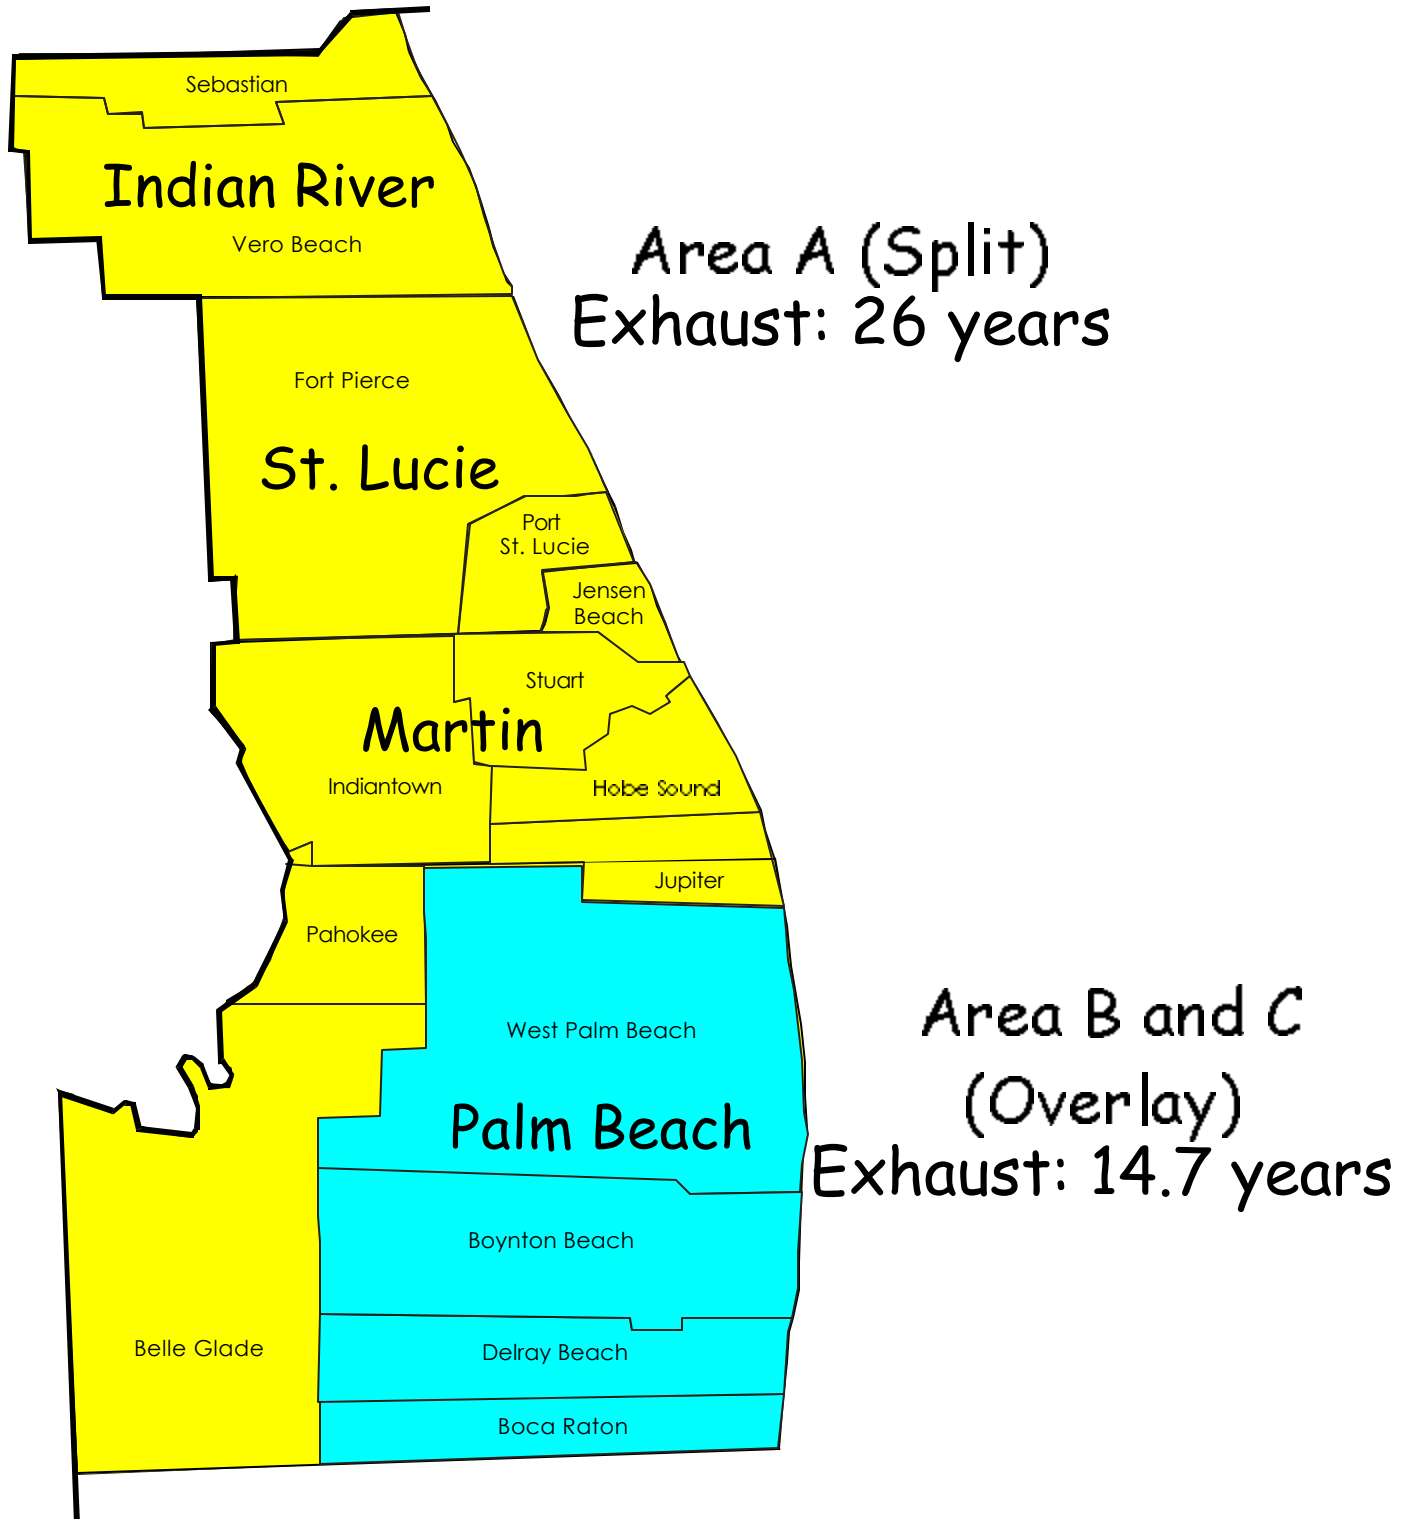 Sebastian
Indian River
Vero Beach
Area A (Split)
Exhaust: 26 years
Fort Pierce
St. Lucie
Port
St. Lucie
Jensen
Beach
Stuart
Martin
Indiantown
Hobe Sound
Jupiter
Pahokee
West Palm Beach
Area B and C
(Overlay)
Exhaust: 14.7 years
Palm Beach
Boynton Beach
Belle Glade
Delray Beach
Boca Raton